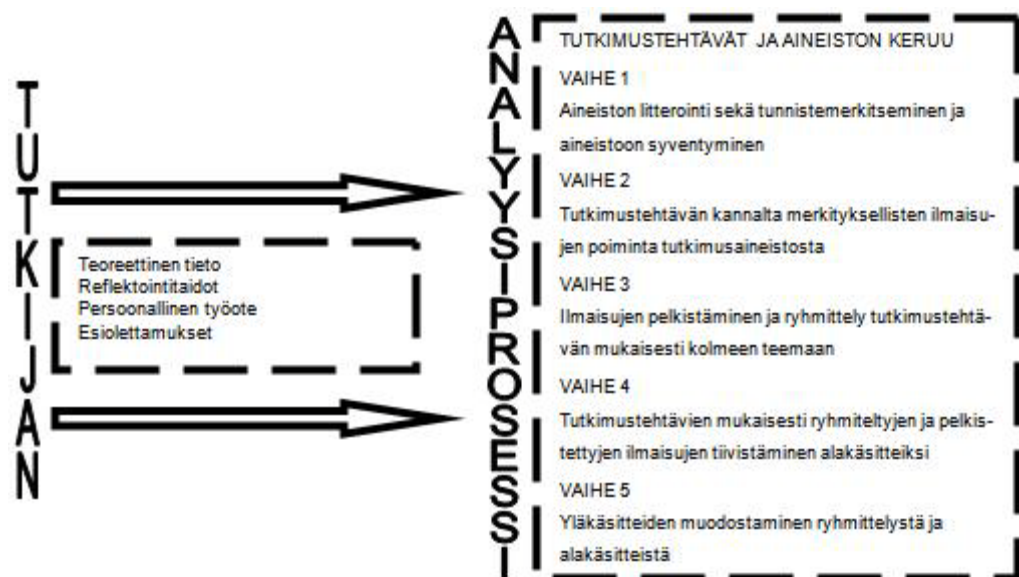 TUTKIJAN
Teoreettinen tieto
Reflektointitaidot
Persoonallinen työote
Esiolettamukset
ANALYYSIPROSESSI
TUTKIMUSTEHTÄVÄT JA AINEISTON KERUU
VAIHE 1
Aineiston litterointi sekä tunnistemerkitseminen ja
aineistoon syventyminen
VAIHE 2
Tutkimustehtävän kannalta merkityksellisten ilmaisu-
jen poiminta tutkimusaineistosta
VAIHE 3
Ilmaisujen pelkistäminen ja ryhmittely tutkimustehtä-
vän mukaisesti kolmeen teemaan
VAIHE 4
Tutkimustehtävien mukaisesti ryhmiteltyjen ja pelkis-
tettyjen ilmaisujen tiivistäminen alakäsitteiksi
VAIHE 5
Yläkäsitteiden muodostaminen ryhmittelystä ja
alakäsitteistä